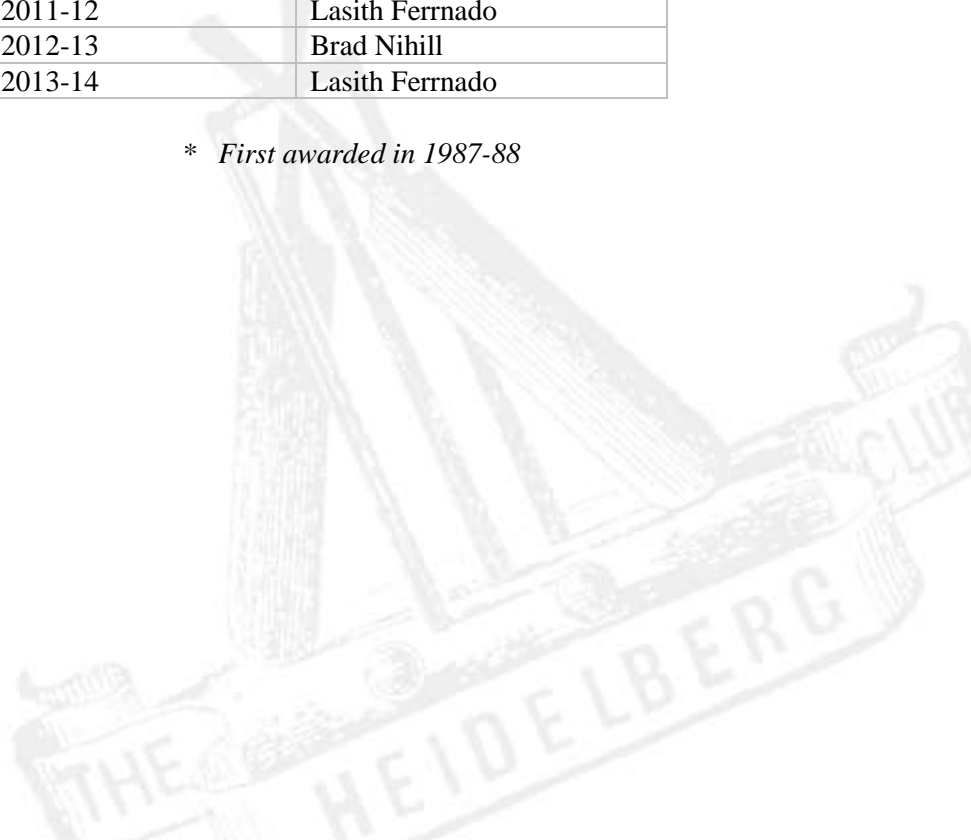 2011-12 Lasith Ferrnado
2012-13 Brad Nihill
2013-14 Lasith Ferrnado
* First awarded in 1987-88
THE HEIDELBERG CLUB